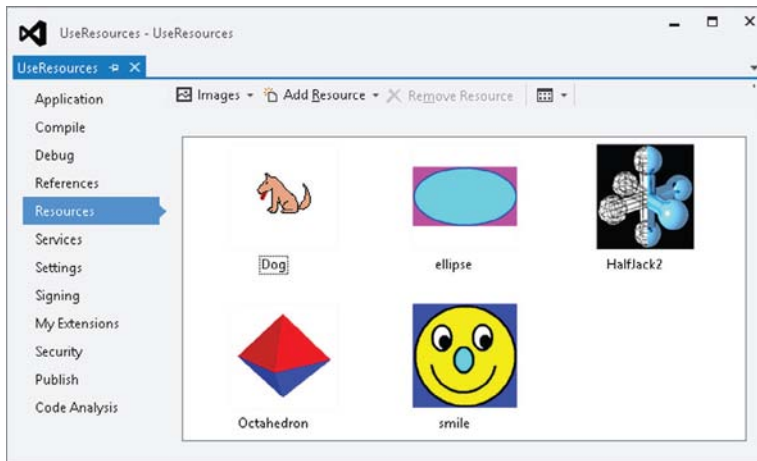 UseResources - UseResources
UseResources
Images
Add Resource
Remove Resource
Application
Compile
Debug
References
Resources
Services
Settings
Signing
My Extensions
Security
Publish
Code Analysis
Dog
ellipse
HalfJack2
Octahedron
smile